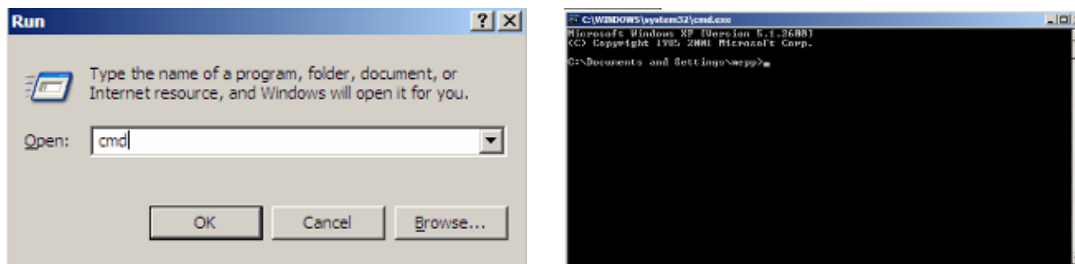 Run
Type the name of a program, folder, document, or
Internet resource, and Windows will open it for you.
Open:
cmd
OK
Cancel
Browse...
C:\WINDOWS\system32\cmd.exe
Microsoft Windows XP [Version 5.1.2600]
(C) Copyright 1985-2001 Microsoft Corp.
C:\Documents and Settings\mepp>